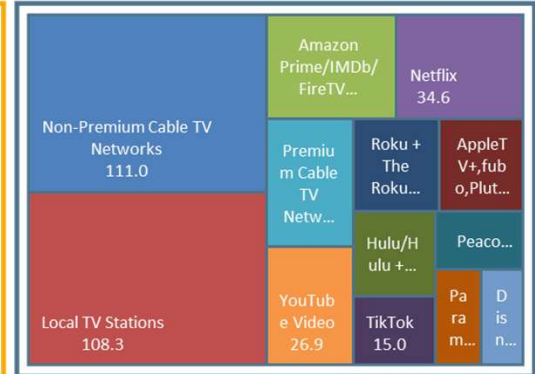 Non-Premium Cable TV
Networks
111.0
Local TV Stations
108.3
Amazon
Prime/IMDb/
FireTV...
Netflix
34.6
Premiu
m Cable
TV
Netw...
Roku +
The
Roku...
AppleT
V+,fub
o,Plut...
Hulu/H
ulu +...
Peaco...
YouTub
e Video
26.9
TikTok
15.0
Pa
ra
m...
D
is
n...